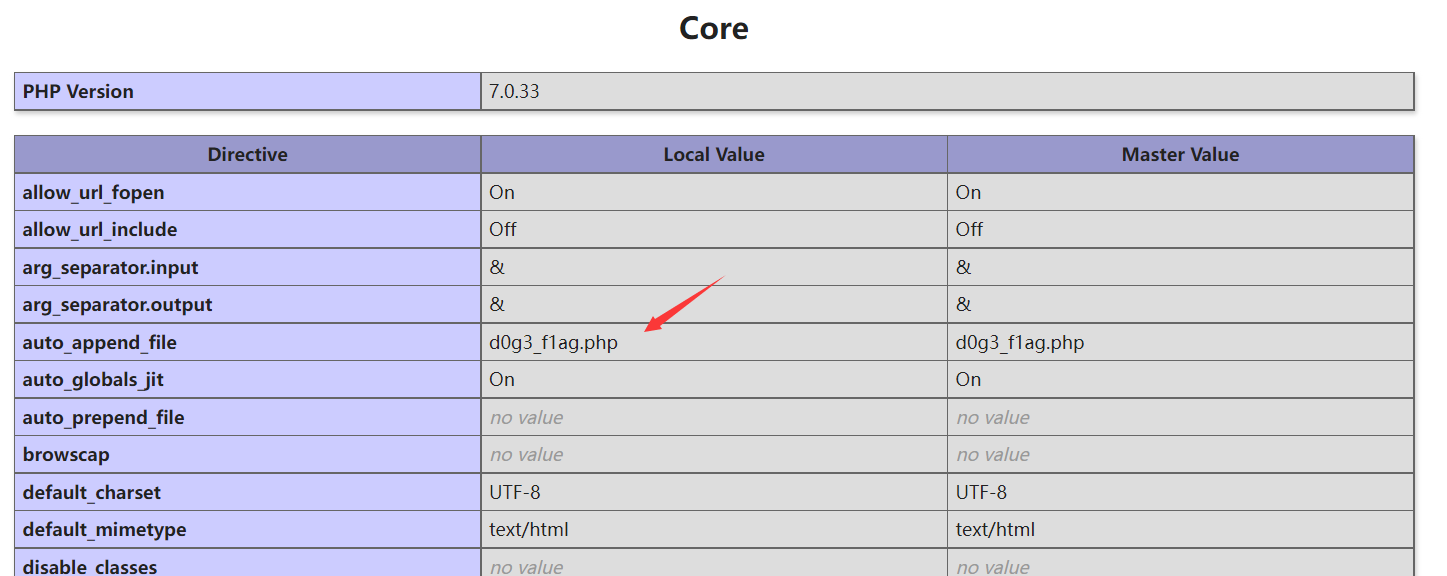 Core
PHP Version 7.0.33
Directive Local Value Master Value
allow_url_fopen On On
allow_url_include Off Off
arg_separator.input & &
arg_separator.output & &
auto_append_file d0g3_f1ag.php d0g3_f1ag.php
auto_globals_jit On On
auto_prepend_file no value no value
browscap no value no value
default_charset UTF-8 UTF-8
default_mimetype text/html text/html
disable_classes no value no value